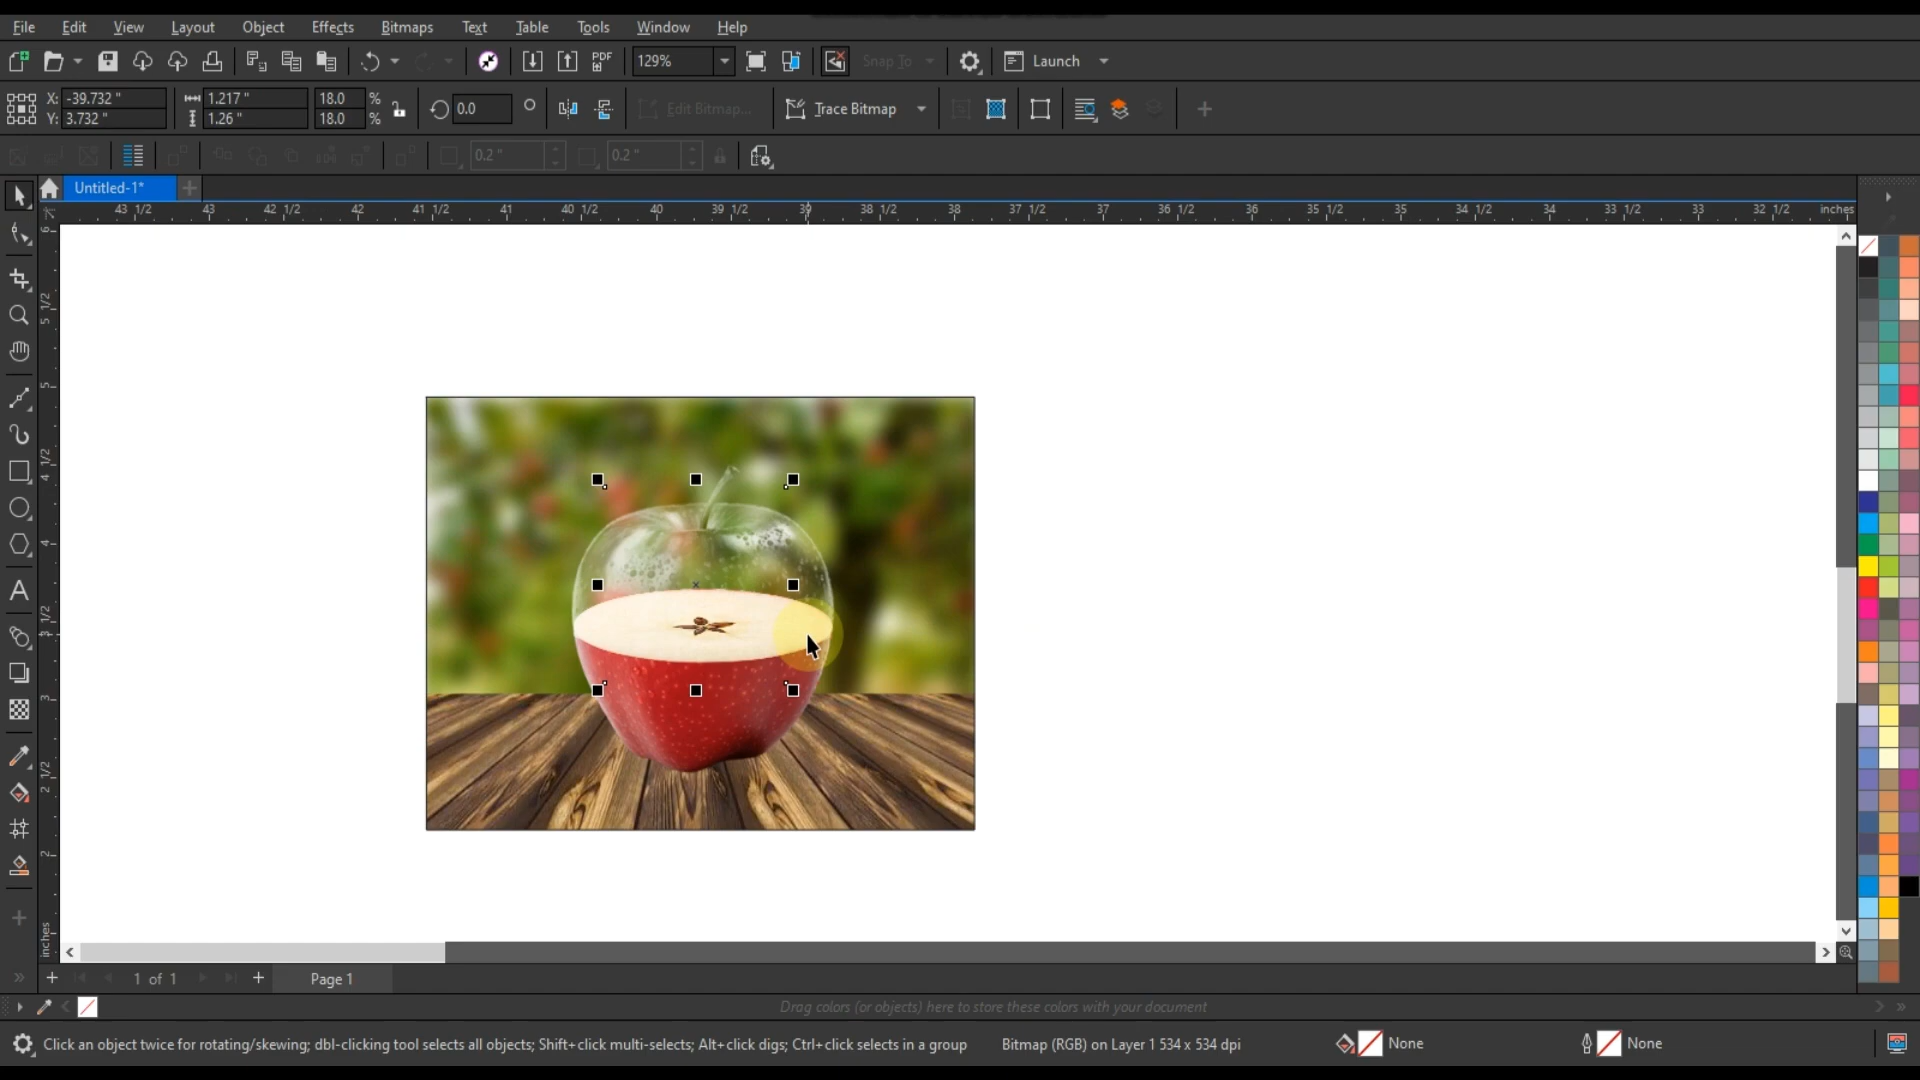 File Edit View Layout Object Effects Bitmaps Text Table Tools Window Help
PDF 129% Snap To Launch
X: -39.732 " 1.217 " 18.0 % 0.0 Edit Bitmap... Trace Bitmap
Y: 3.732 " 1.26 " 18.0 %
0.2 " 0.2 "
Untitled-1*
43 1/2 43 42 1/2 42 41 1/2 41 40 1/2 40 39 1/2 39 38 1/2 38 37 1/2 37 36 1/2 36 35 1/2 35 34 1/2 34 33 1/2 33 32 1/2 inches
6
5 1/2
5
4 1/2
4
3 1/2
3
2 1/2
2
inches
1 of 1 Page 1
Drag colors (or objects) here to store these colors with your document
Click an object twice for rotating/skewing; dbl-clicking tool selects all objects; Shift+click multi-selects; Alt+click digs; Ctrl+click selects in a group Bitmap (RGB) on Layer 1 534 x 534 dpi None None